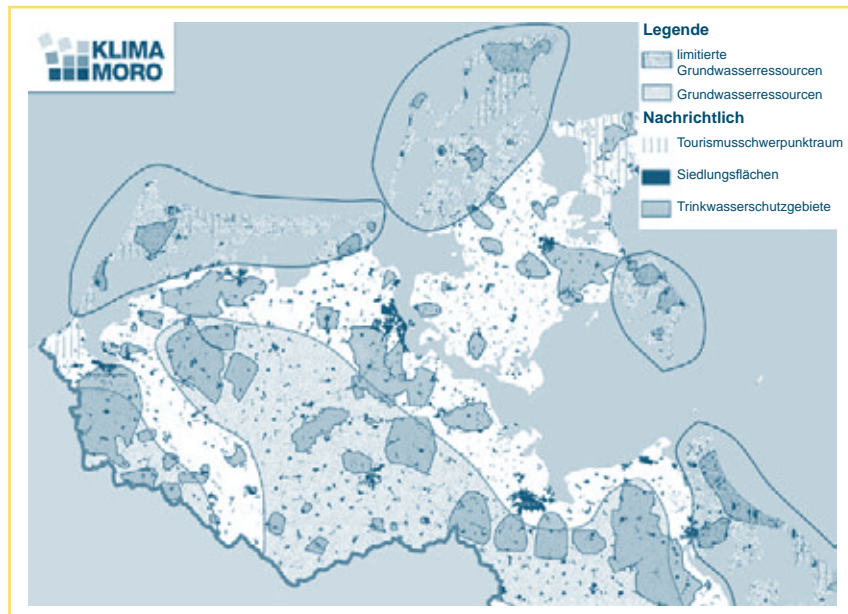 KLIMA
MORO
Legende
limitierte
Grundwasserressourcen
Grundwasserressourcen
Nachrichtlich
Tourismusschwerpunktraum
Siedlungsflächen
Trinkwasserschutzgebiete